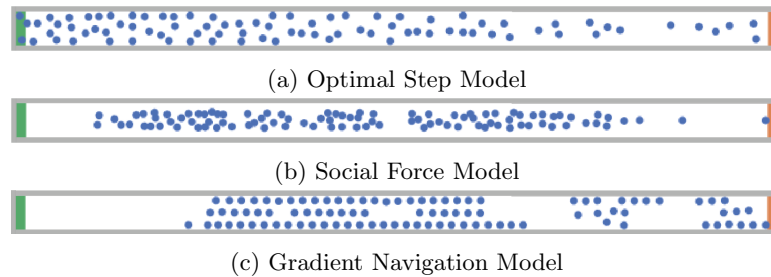 (a) Optimal Step Model
(b) Social Force Model
(c) Gradient Navigation Model